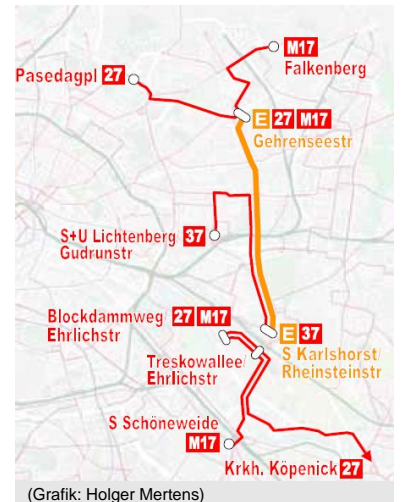 M17
Falkenberg
Pasedagpl 27
E 27 M17
Gehrenseestr
S+U Lichtenberg 37
Gudrunstr
Blockdammweg 27 M17
Ehrlichstr
E 37
S Karlshorst/
Rheinsteinstr
Treskowallee/
Ehrlichstr
S Schöneweide
M17
Krkh. Köpenick 27
(Grafik: Holger Mertens)